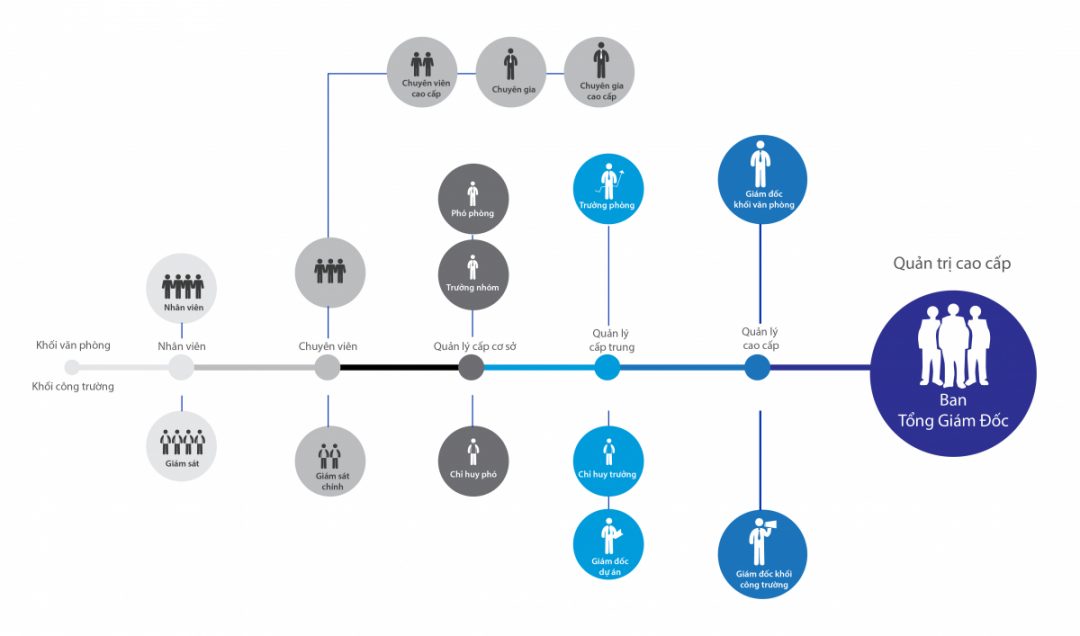 Chuyên viên
cao cấp
Chuyên gia
Chuyên gia
cao cấp
Phó phòng
Trưởng phòng
Giám đốc
khối văn phòng
Nhân viên
Trưởng nhóm
Quản trị cao cấp
Khối văn phòng
Nhân viên
Chuyên viên
Quản lý cấp cơ sở
Quản lý
cấp trung
Quản lý
cao cấp
Khối công trường
Ban
Tổng Giám Đốc
Giám sát
Giám sát
chính
Chỉ huy phó
Chỉ huy trưởng
Giám đốc
dự án
Giám đốc khối
công trường